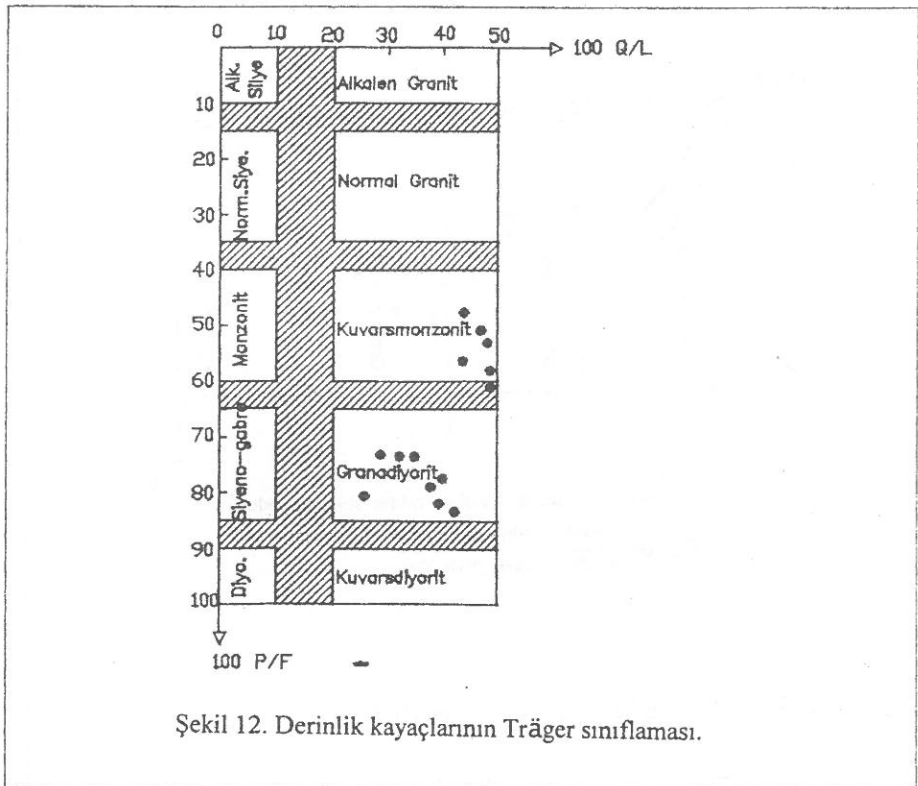 0 10 20 30 40 50 100 Q/L
Alk. Siye
Alkalen Granit
10
20
Norm.Siye.
Normal Granit
30
40
Monzonit
50
Kuvarsmonzonit
60
70
Siyeno-gabro
Granadiyorit
80
90
Diyo.
Kuvarsdiyorit
100
100 P/F
Şekil 12. Derinlik kayaçlarının Träger sınıflaması.